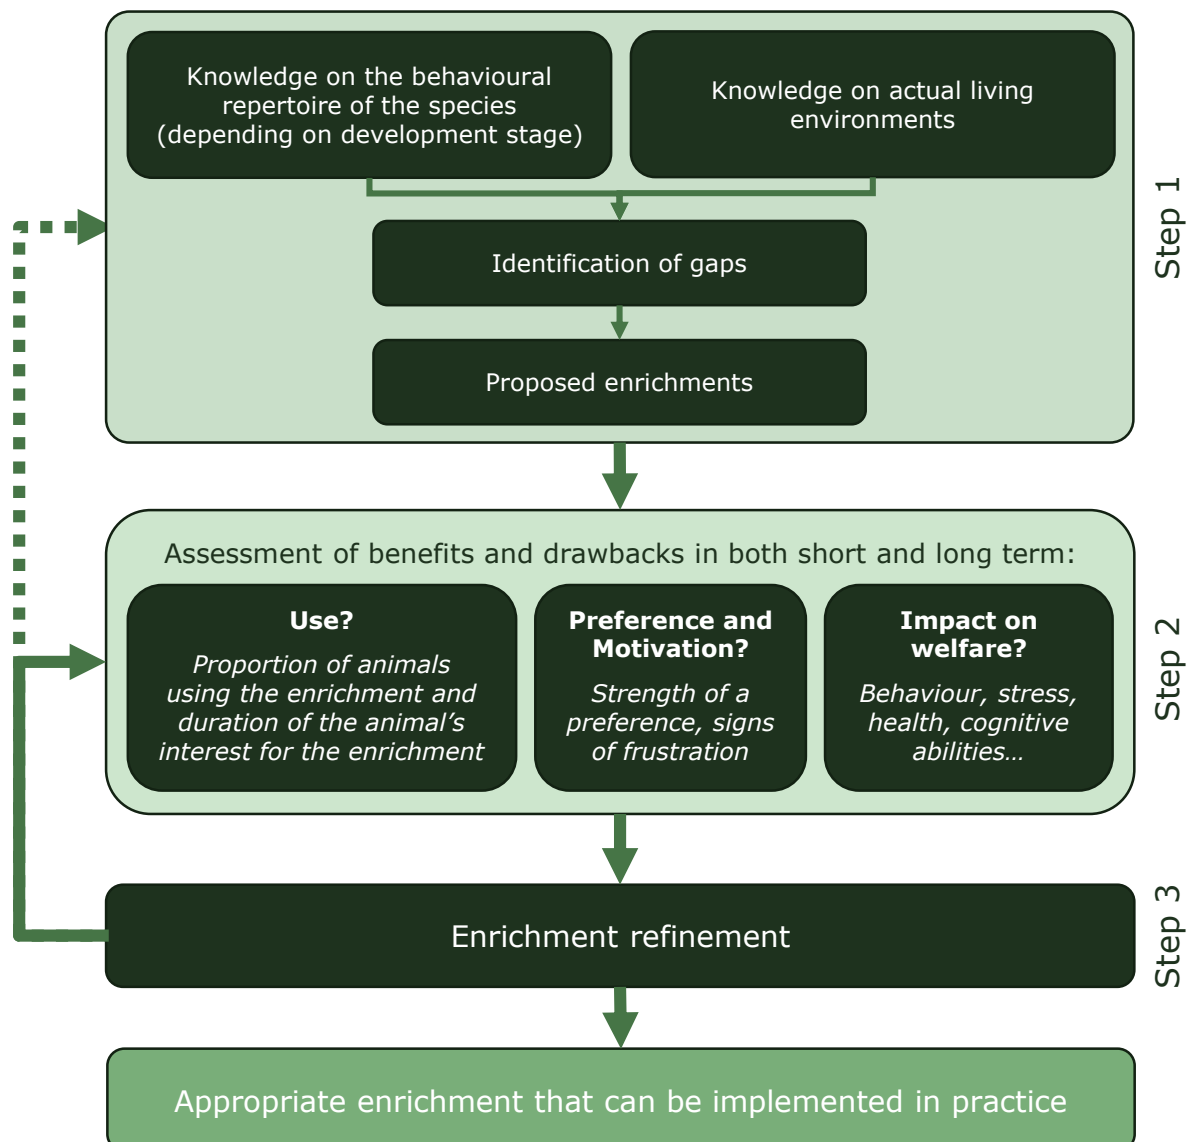 Knowledge on the behavioural
repertoire of the species
(depending on development stage)
Knowledge on actual living
environments
Identification of gaps
Proposed enrichments
Step 1
Assessment of benefits and drawbacks in both short and long term:
Use?
Proportion of animals
using the enrichment and
duration of the animal’s
interest for the enrichment
Preference and
Motivation?
Strength of a
preference, signs
of frustration
Impact on
welfare?
Behaviour, stress,
health, cognitive
abilities…
Step 2
Enrichment refinement
Step 3
Appropriate enrichment that can be implemented in practice